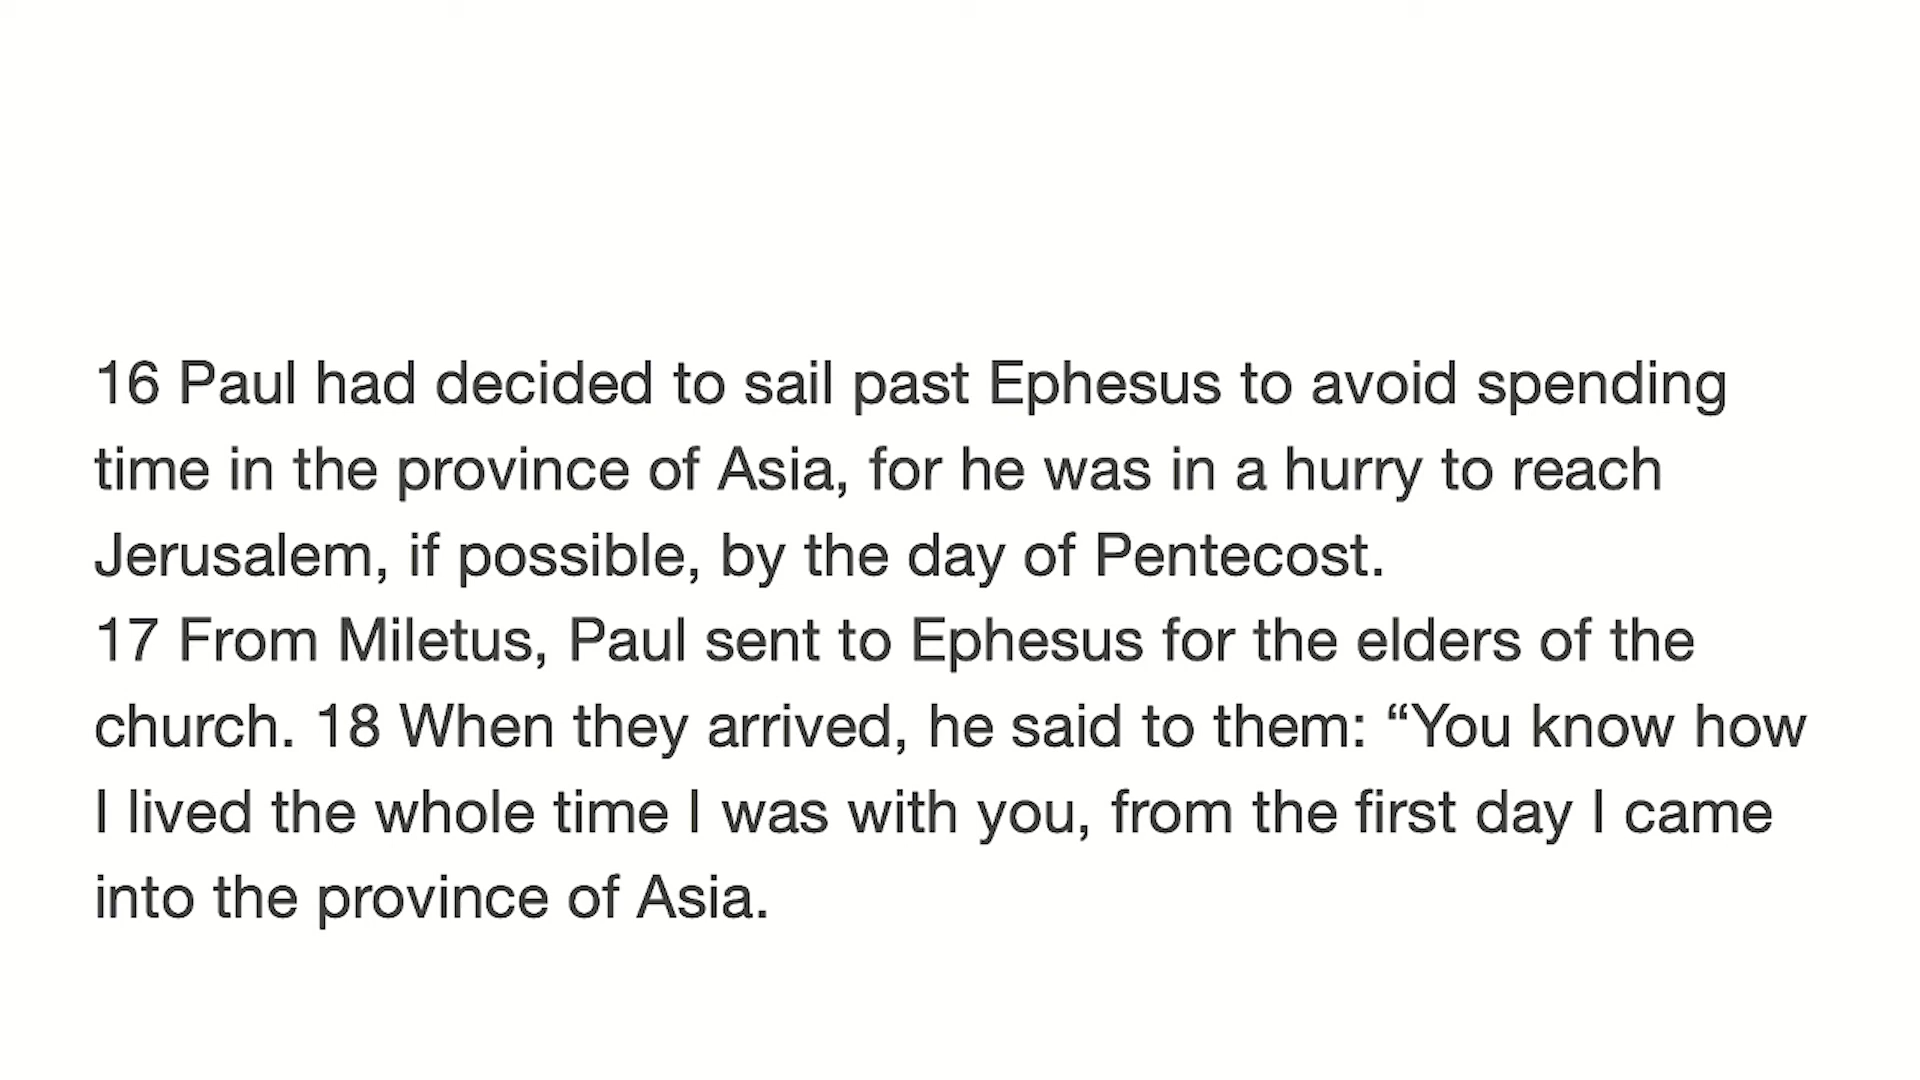 16 Paul had decided to sail past Ephesus to avoid spending
time in the province of Asia, for he was in a hurry to reach
Jerusalem, if possible, by the day of Pentecost.
17 From Miletus, Paul sent to Ephesus for the elders of the
church. 18 When they arrived, he said to them: “You know how
I lived the whole time I was with you, from the first day I came
into the province of Asia.